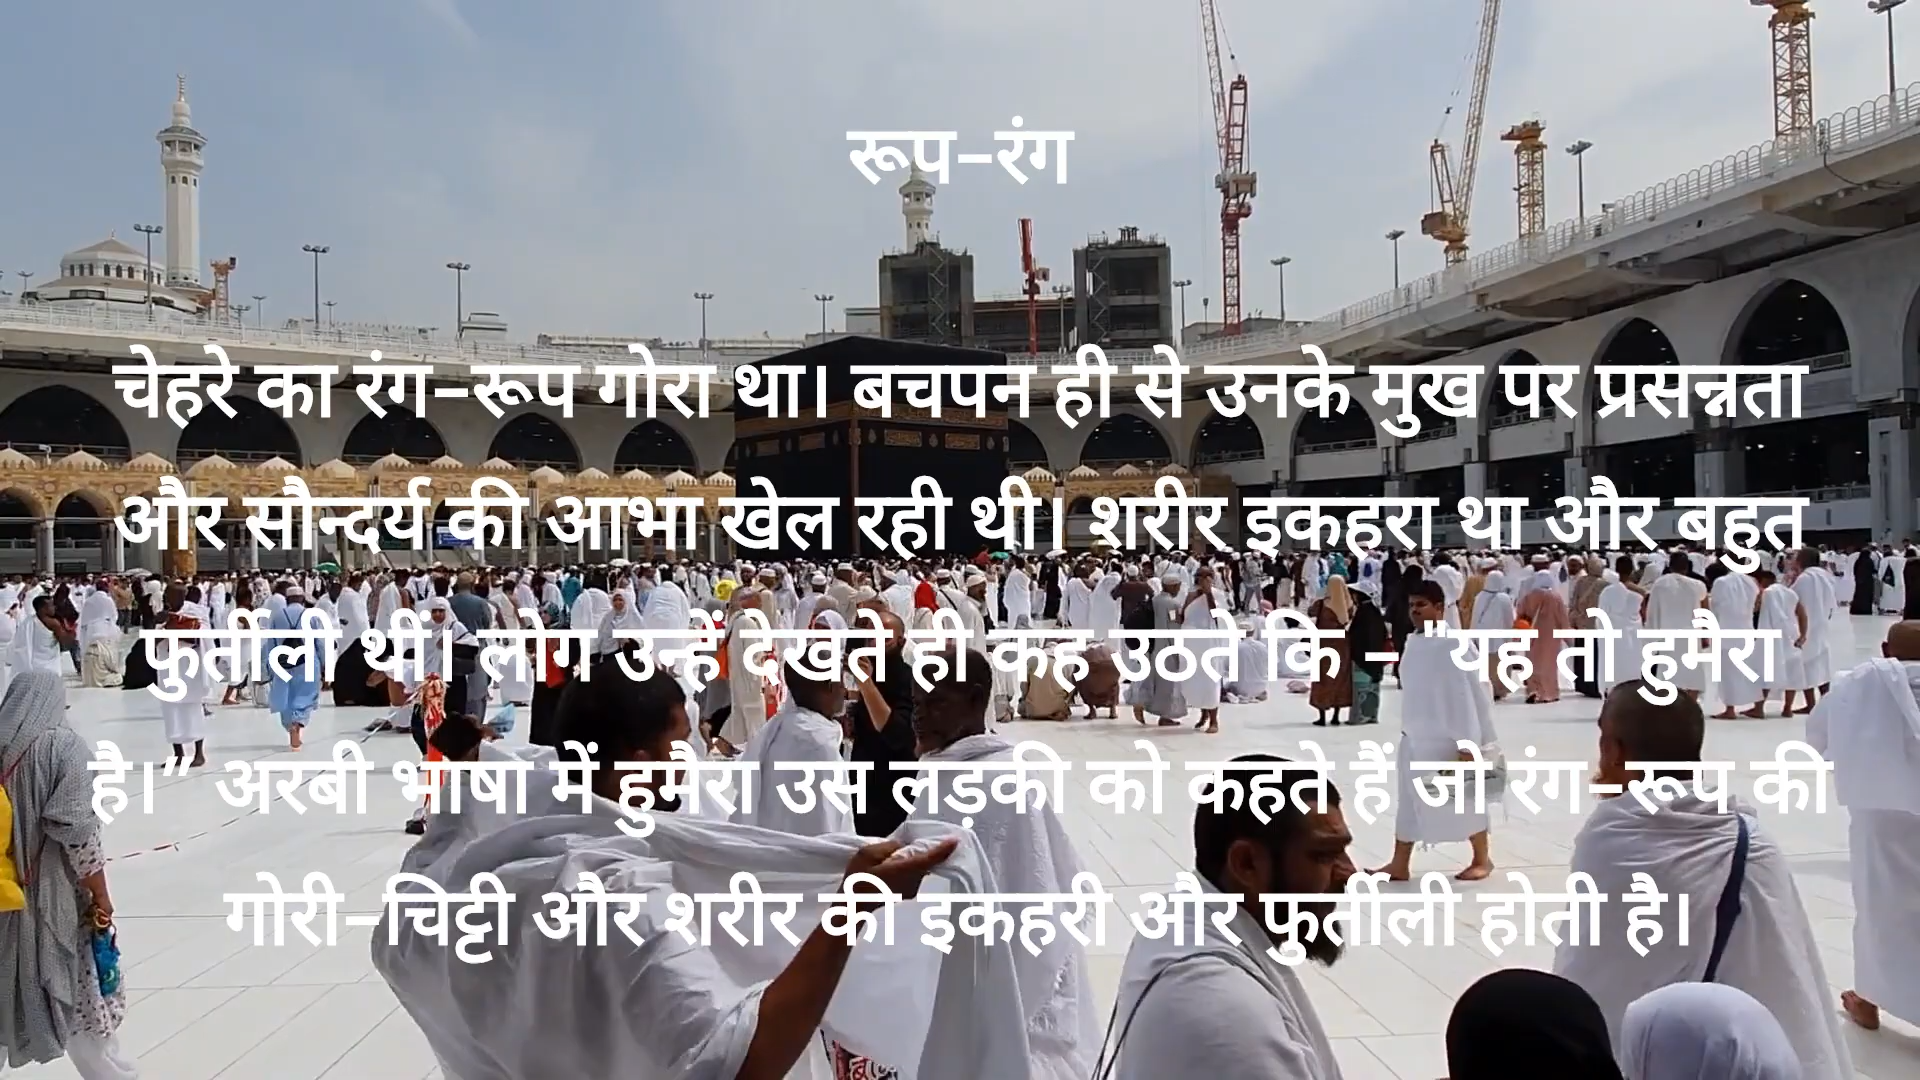 रूप-रंग
चेहरे का रंग-रूप गोरा था। बचपन ही से उनके मुख पर प्रसन्नता
और सौन्दर्य की आभा खेल रही थी। शरीर इकहरा था और बहुत
फुर्तीली थीं। लोग उन्हें देखते ही कह उठते कि – "यह तो हुमैरा
है।” अरबी भाषा में हुमैरा उस लड़की को कहते हैं जो रंग-रूप की
गोरी-चिट्टी और शरीर की इकहरी और फुर्तीली होती है।